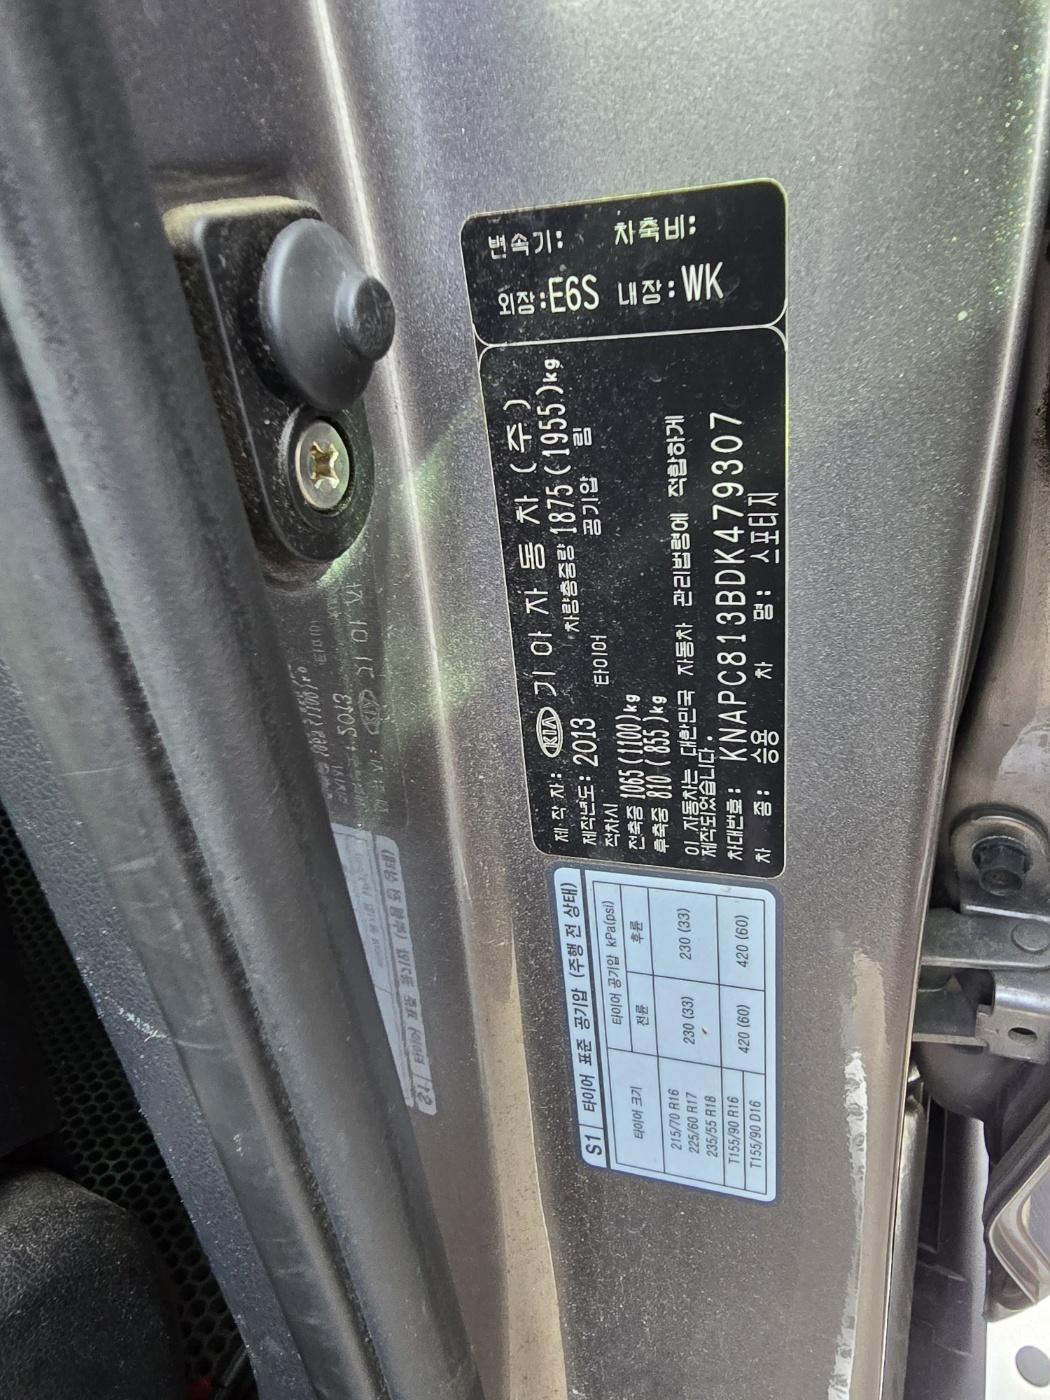 변속기: 차축비:
외장:E6S 내장:WK
제 작 자: KIA 기 아 자 동 차 (주)
제작년도: 2013 차량총중량 1875(1955)kg
적차시 타이어 공기압 림
전축중 1065(1100)kg
후축중 810(855)kg
이 자동차는 대한민국 자동차 관리법령에 적합하게
제작되었습니다.
차대번호: KNAPC813BDK479307
차 종: 승용 차 명: 스포티지
S1 타이어 표준 공기압 (주행 전 상태)
타이어 크기 타이어 공기압 kPa(psi)
전륜 후륜
215/70 R16
225/60 R17 230 (33) 230 (33)
235/55 R18
T155/90 R16 420 (60) 420 (60)
T155/90 D16